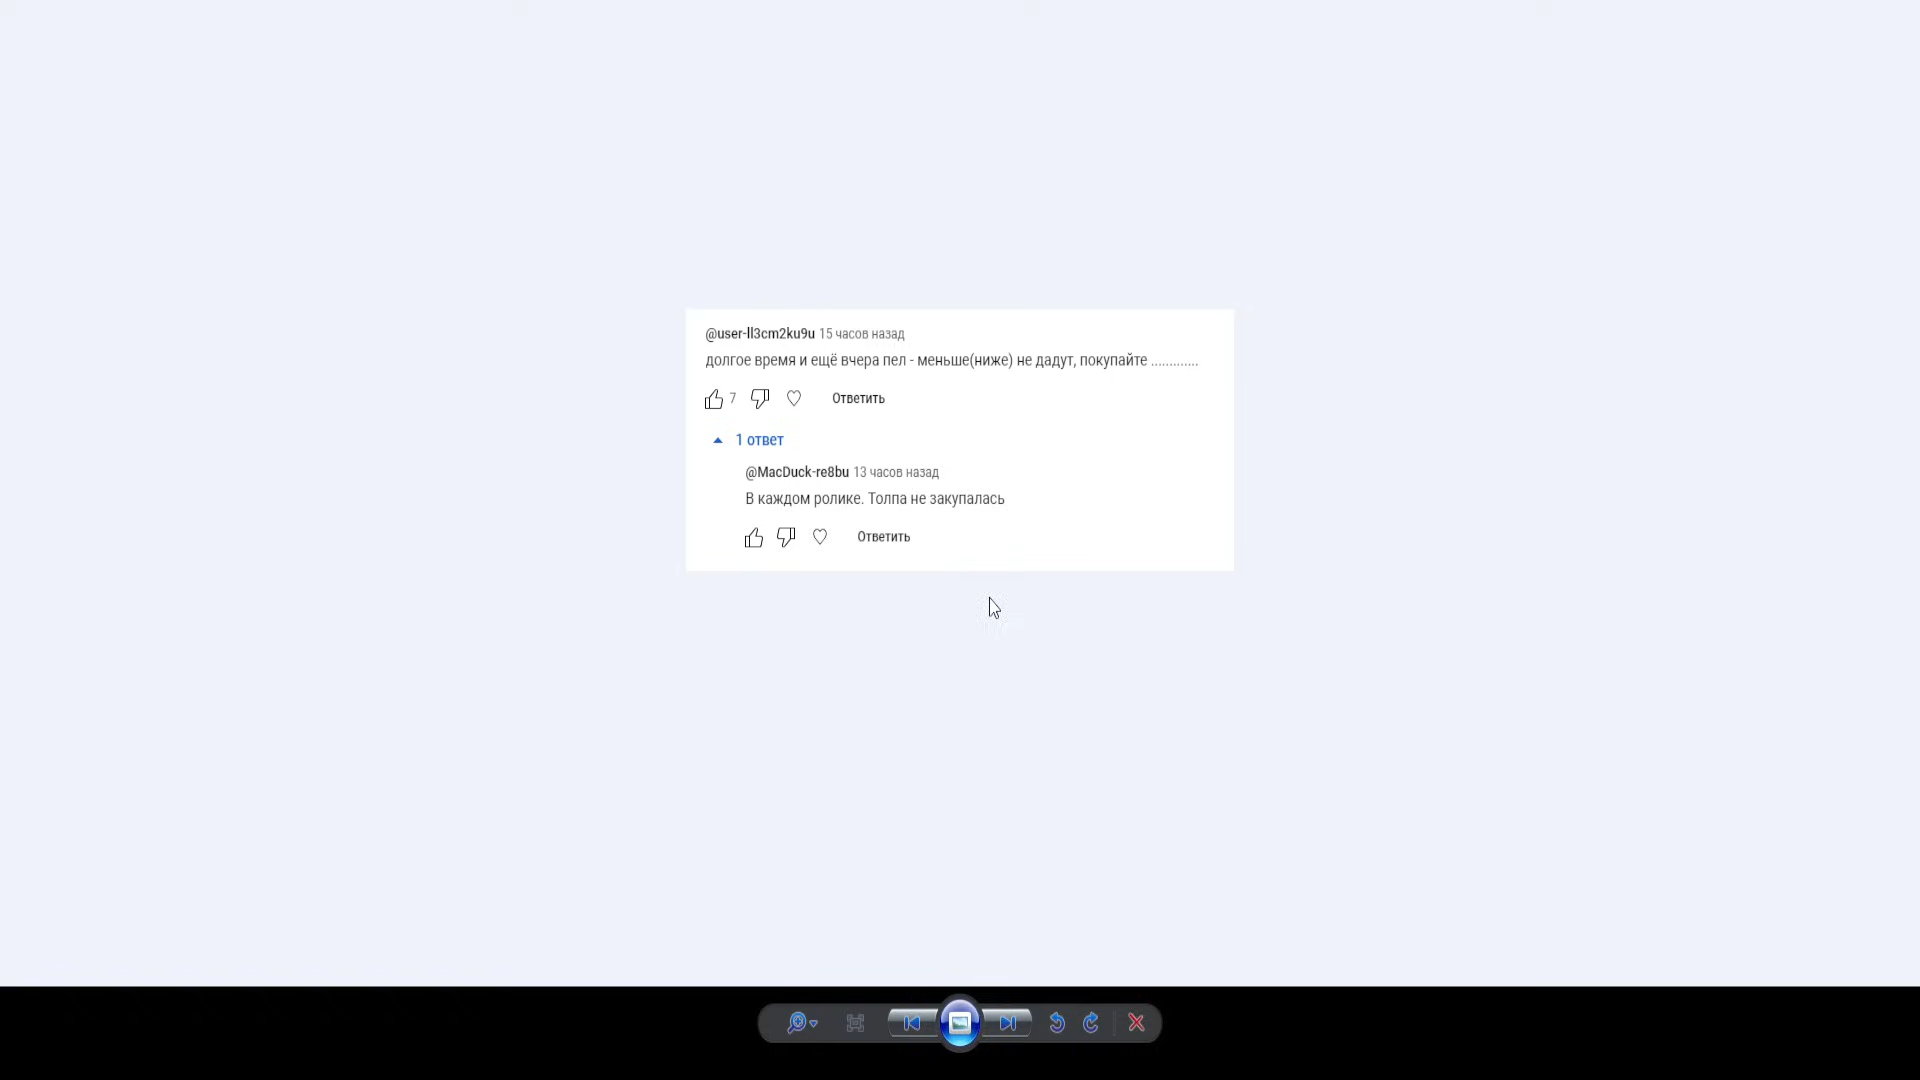 @user-ll3cm2ku9u 15 часов назад
долгое время и ещё вчера пел - меньше(ниже) не дадут, покупайте .............
7 Ответить
1 ответ
@MacDuck-re8bu 13 часов назад
В каждом ролике. Толпа не закупалась
Ответить